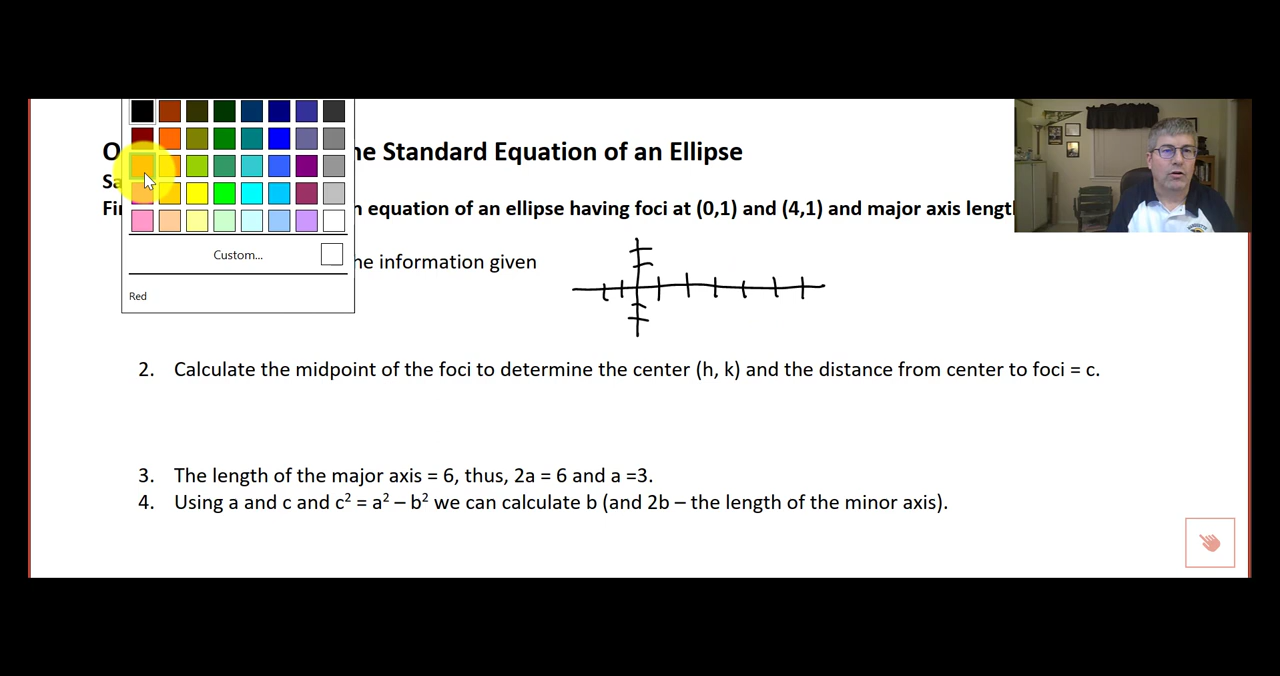 O he Standard Equation of an Ellipse
Sa
Fin n equation of an ellipse having foci at (0,1) and (4,1) and major axis lengt
Custom...
he information given
Red
2. Calculate the midpoint of the foci to determine the center (h, k) and the distance from center to foci = c.
3. The length of the major axis = 6, thus, 2a = 6 and a =3.
4. Using a and c and c² = a² – b² we can calculate b (and 2b – the length of the minor axis).